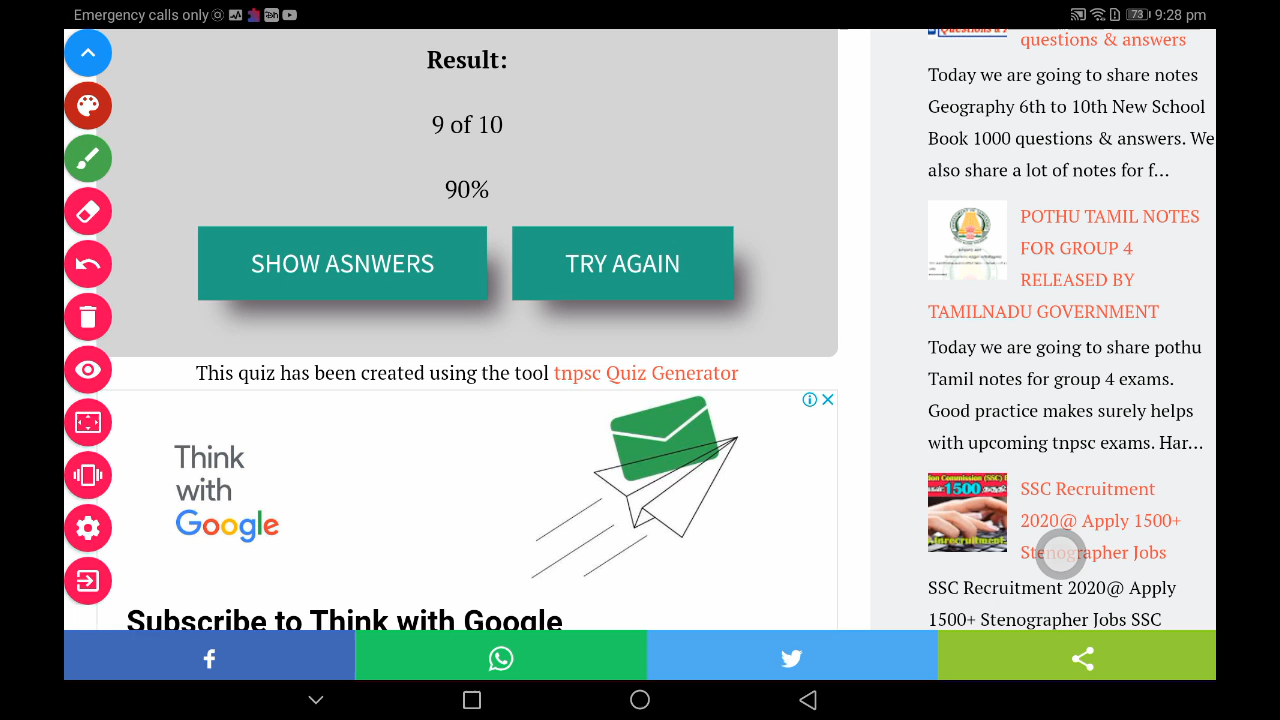 Emergency calls only
73 9:28 pm
Result:
9 of 10
90%
SHOW ASNWERS
TRY AGAIN
This quiz has been created using the tool tnpsc Quiz Generator
Think
with
Google
Subscribe to Think with Google
questions & answers
Today we are going to share notes
Geography 6th to 10th New School
Book 1000 questions & answers. We
also share a lot of notes for f...
POTHU TAMIL NOTES
FOR GROUP 4
RELEASED BY
TAMILNADU GOVERNMENT
Today we are going to share pothu
Tamil notes for group 4 exams.
Good practice makes surely helps
with upcoming tnpsc exams. Har...
1500
SSC Recruitment
2020@ Apply 1500+
Stenographer Jobs
SSC Recruitment 2020@ Apply
1500+ Stenographer Jobs SSC